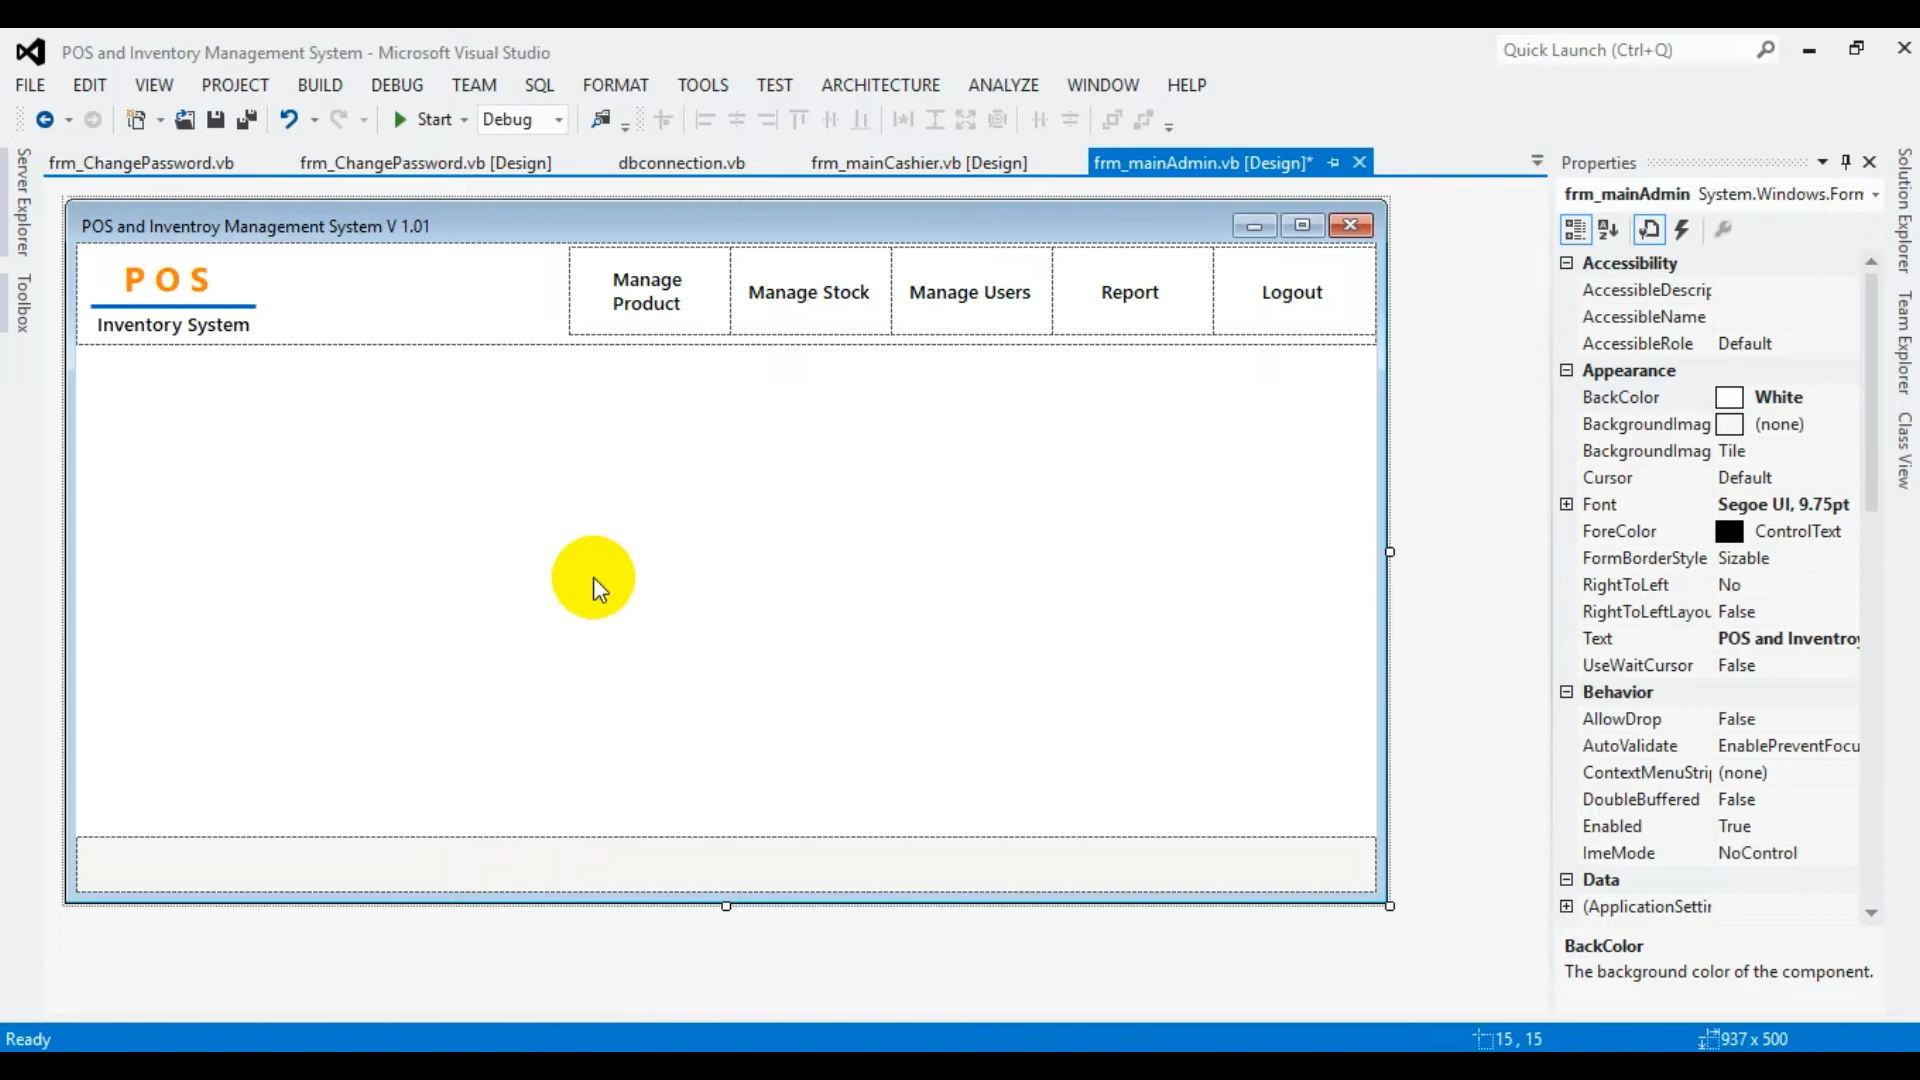 POS and Inventory Management System - Microsoft Visual Studio
Quick Launch (Ctrl+Q)
FILE EDIT VIEW PROJECT BUILD DEBUG TEAM SQL FORMAT TOOLS TEST ARCHITECTURE ANALYZE WINDOW HELP
Start Debug
frm_ChangePassword.vb frm_ChangePassword.vb [Design] dbconnection.vb frm_mainCashier.vb [Design] frm_mainAdmin.vb [Design]*
Server Explorer
Toolbox
POS and Inventroy Management System V 1.01
P O S
Inventory System
Manage
Product
Manage Stock
Manage Users
Report
Logout
Properties
frm_mainAdmin System.Windows.Form
Accessibility
AccessibleDescrip
AccessibleName
AccessibleRole Default
Appearance
BackColor White
BackgroundImag (none)
BackgroundImag Tile
Cursor Default
Font Segoe UI, 9.75pt
ForeColor ControlText
FormBorderStyle Sizable
RightToLeft No
RightToLeftLayou False
Text POS and Inventroy
UseWaitCursor False
Behavior
AllowDrop False
AutoValidate EnablePreventFocu
ContextMenuStrip (none)
DoubleBuffered False
Enabled True
ImeMode NoControl
Data
(ApplicationSettin
BackColor
The background color of the component.
Solution Explorer
Team Explorer
Class View
Ready
15 , 15
937 x 500